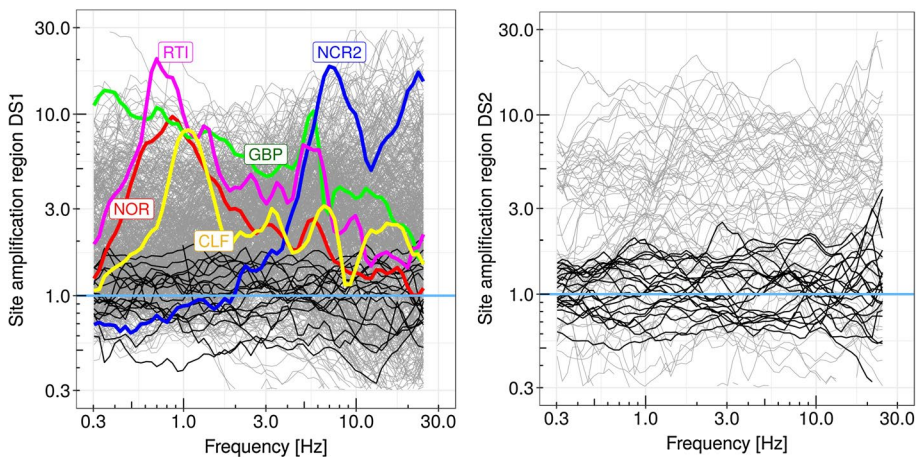 Site amplification region DS1
30.0
10.0
3.0
1.0
0.3
RTI
NCR2
GBP
NOR
CLF
0.3
1.0
3.0
10.0
30.0
Frequency [Hz]
Site amplification region DS2
30.0
10.0
3.0
1.0
0.3
0.3
1.0
3.0
10.0
30.0
Frequency [Hz]